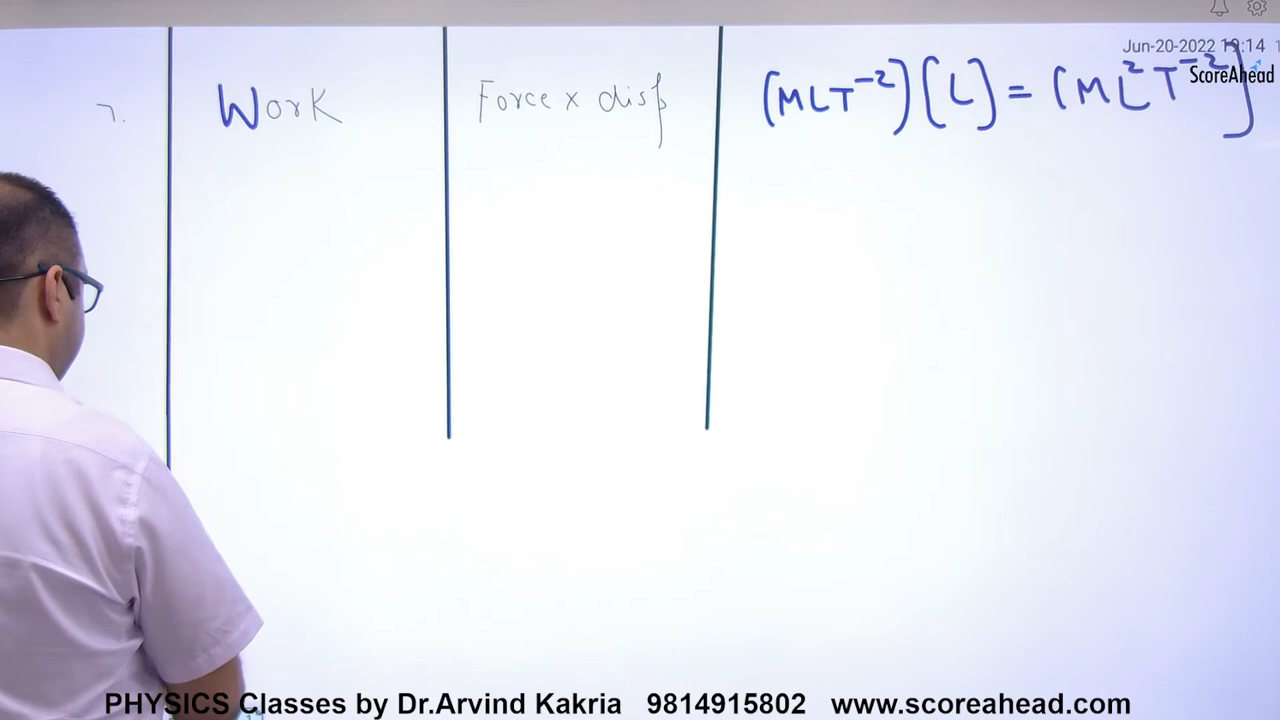 Jun-20-2022 19:14
ScoreAhead
7. Work Force x disp (MLT⁻²) [L] = [ML²T⁻²]
PHYSICS Classes by Dr.Arvind Kakria 9814915802 www.scoreahead.com